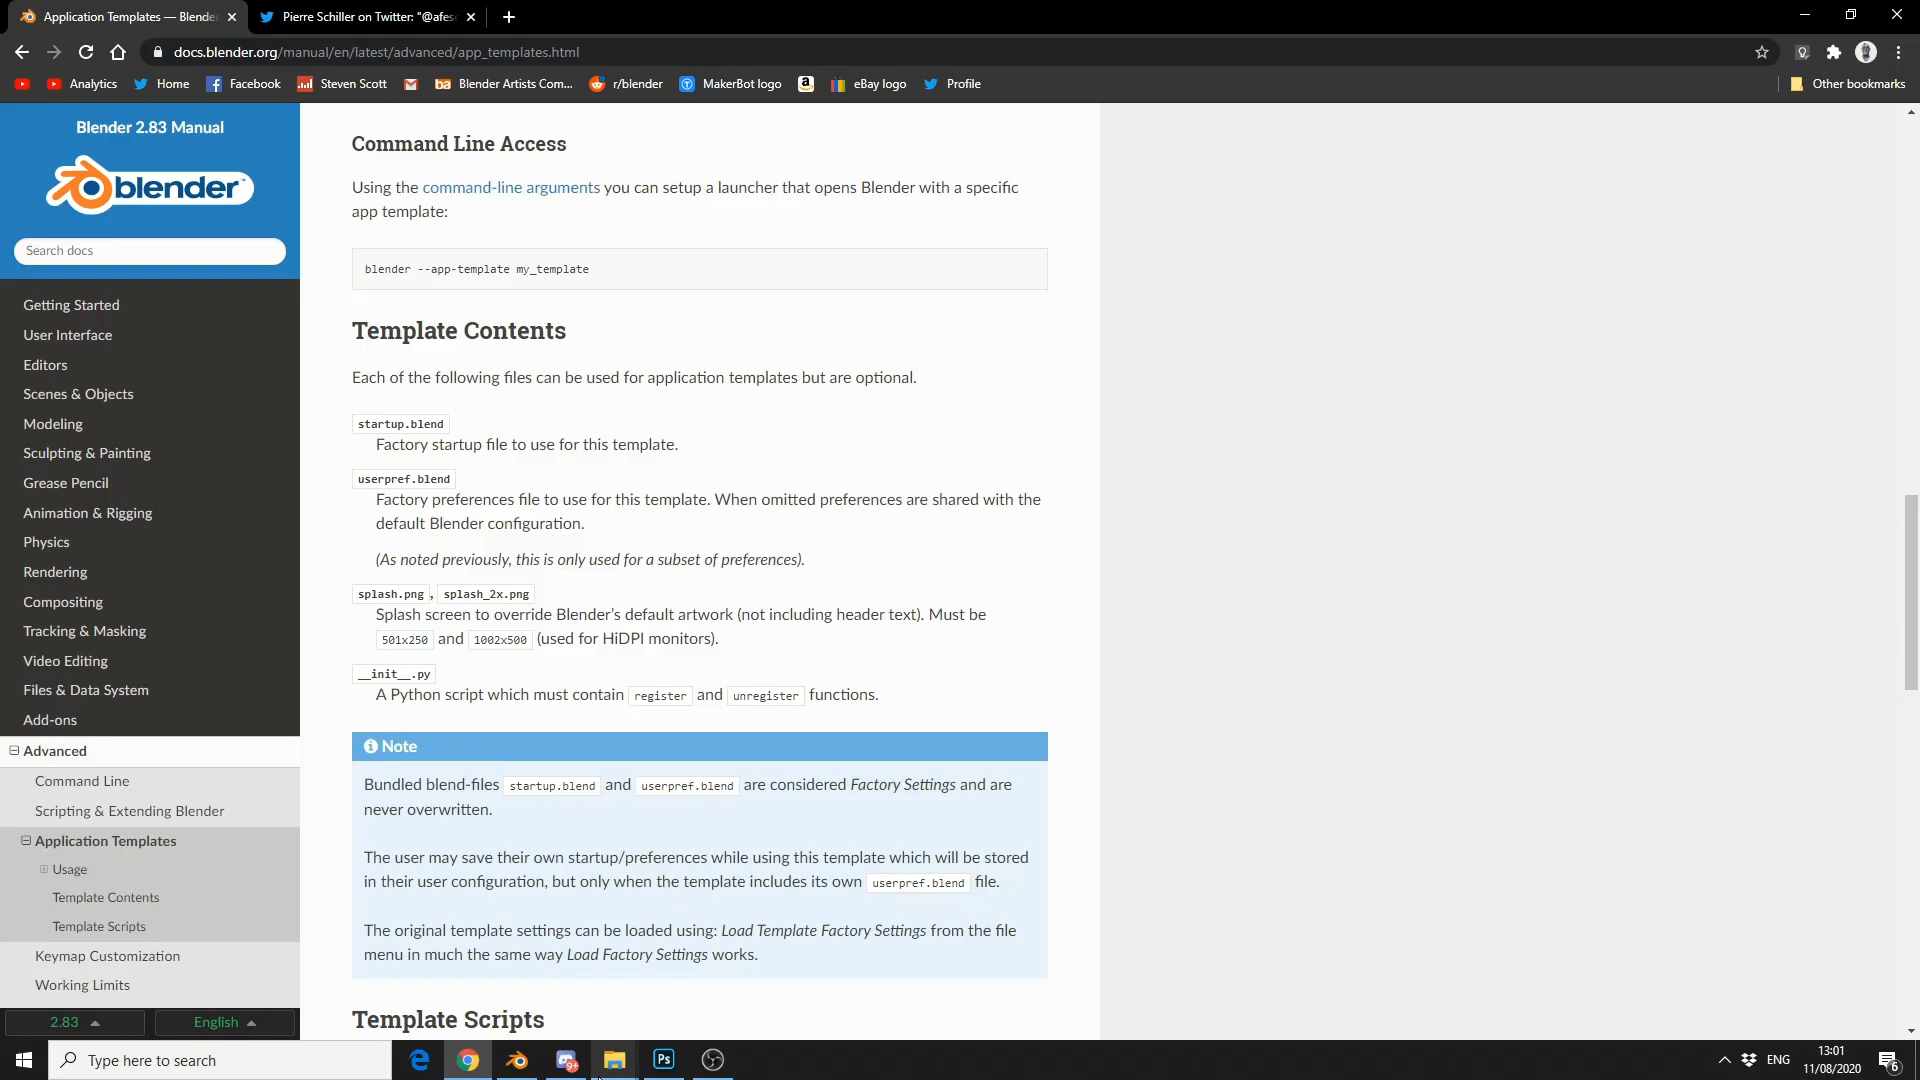 Application Templates — Blender
Pierre Schiller on Twitter: "@afes
docs.blender.org/manual/en/latest/advanced/app_templates.html
Analytics
Home
Facebook
Steven Scott
ba
Blender Artists Com...
r/blender
MakerBot logo
eBay logo
Profile
Other bookmarks
Blender 2.83 Manual
blender
Search docs
Getting Started
User Interface
Editors
Scenes & Objects
Modeling
Sculpting & Painting
Grease Pencil
Animation & Rigging
Physics
Rendering
Compositing
Tracking & Masking
Video Editing
Files & Data System
Add-ons
Advanced
Command Line
Scripting & Extending Blender
Application Templates
Usage
Template Contents
Template Scripts
Keymap Customization
Working Limits
2.83
English
Command Line Access
Using the command-line arguments you can setup a launcher that opens Blender with a specific
app template:
blender --app-template my_template
Template Contents
Each of the following files can be used for application templates but are optional.
startup.blend
Factory startup file to use for this template.
userpref.blend
Factory preferences file to use for this template. When omitted preferences are shared with the
default Blender configuration.
(As noted previously, this is only used for a subset of preferences).
splash.png, splash_2x.png
Splash screen to override Blender's default artwork (not including header text). Must be
501x250 and 1002x500 (used for HiDPI monitors).
__init__.py
A Python script which must contain register and unregister functions.
Note
Bundled blend-files startup.blend and userpref.blend are considered Factory Settings and are
never overwritten.
The user may save their own startup/preferences while using this template which will be stored
in their user configuration, but only when the template includes its own userpref.blend file.
The original template settings can be loaded using: Load Template Factory Settings from the file
menu in much the same way Load Factory Settings works.
Template Scripts
Type here to search
Ps
ENG
13:01
11/08/2020
6